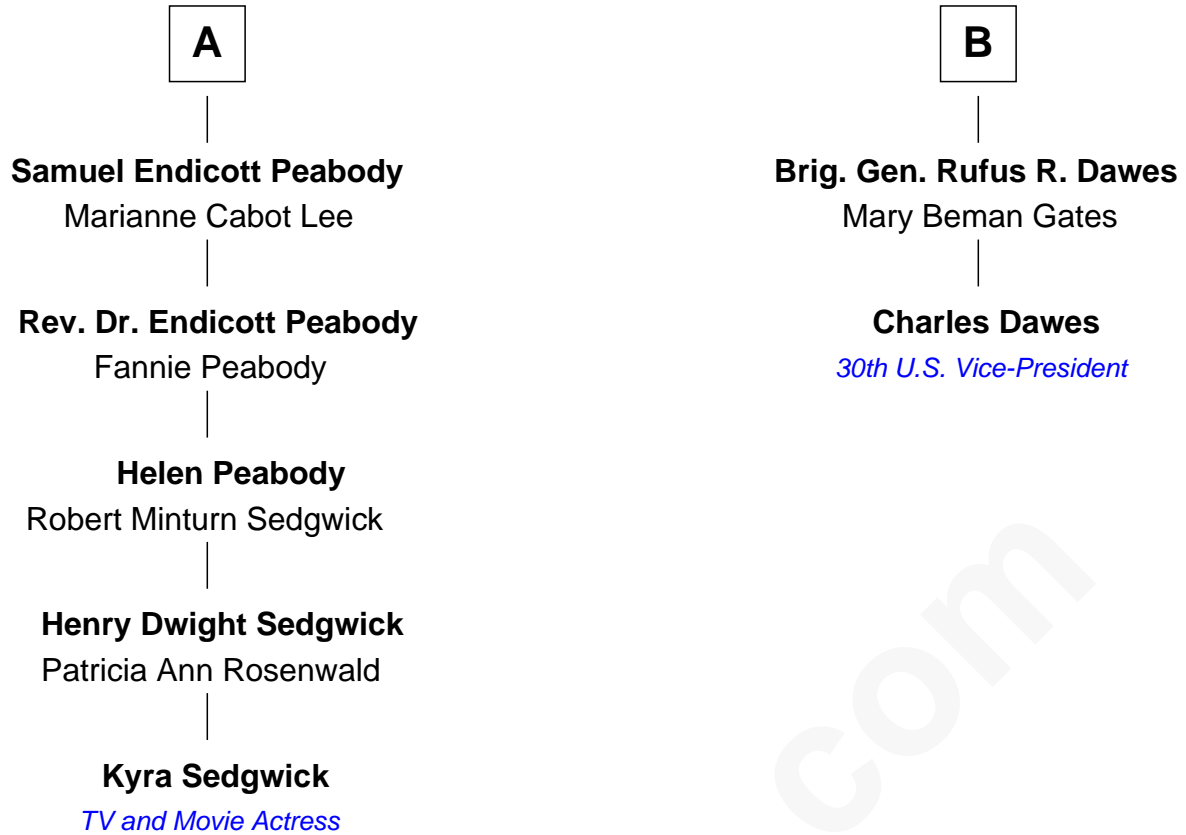 A
Samuel Endicott Peabody
Marianne Cabot Lee
Rev. Dr. Endicott Peabody
Fannie Peabody
Helen Peabody
Robert Minturn Sedgwick
Henry Dwight Sedgwick
Patricia Ann Rosenwald
Kyra Sedgwick
TV and Movie Actress
B
Brig. Gen. Rufus R. Dawes
Mary Beman Gates
Charles Dawes
30th U.S. Vice-President
com